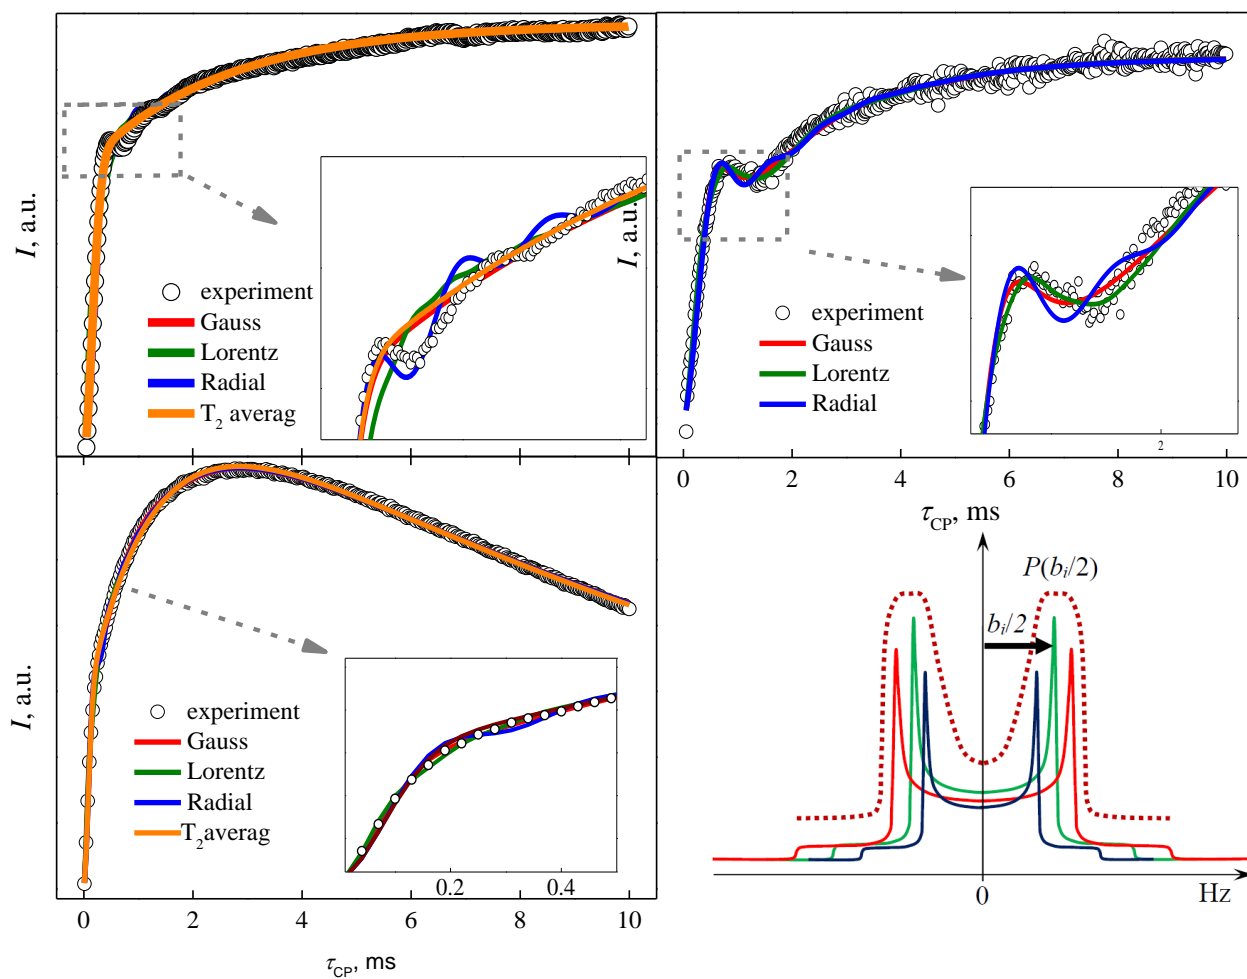 I, a.u.
experiment
Gauss
Lorentz
Radial
T2 averag
I, a.u.
experiment
Gauss
Lorentz
Radial
2
0 2 4 6 8 10
τCP, ms
I, a.u.
experiment
Gauss
Lorentz
Radial
T2averag
0.2 0.4
0 2 4 6 8 10
τCP, ms
P(bi/2)
bi/2
0
Hz